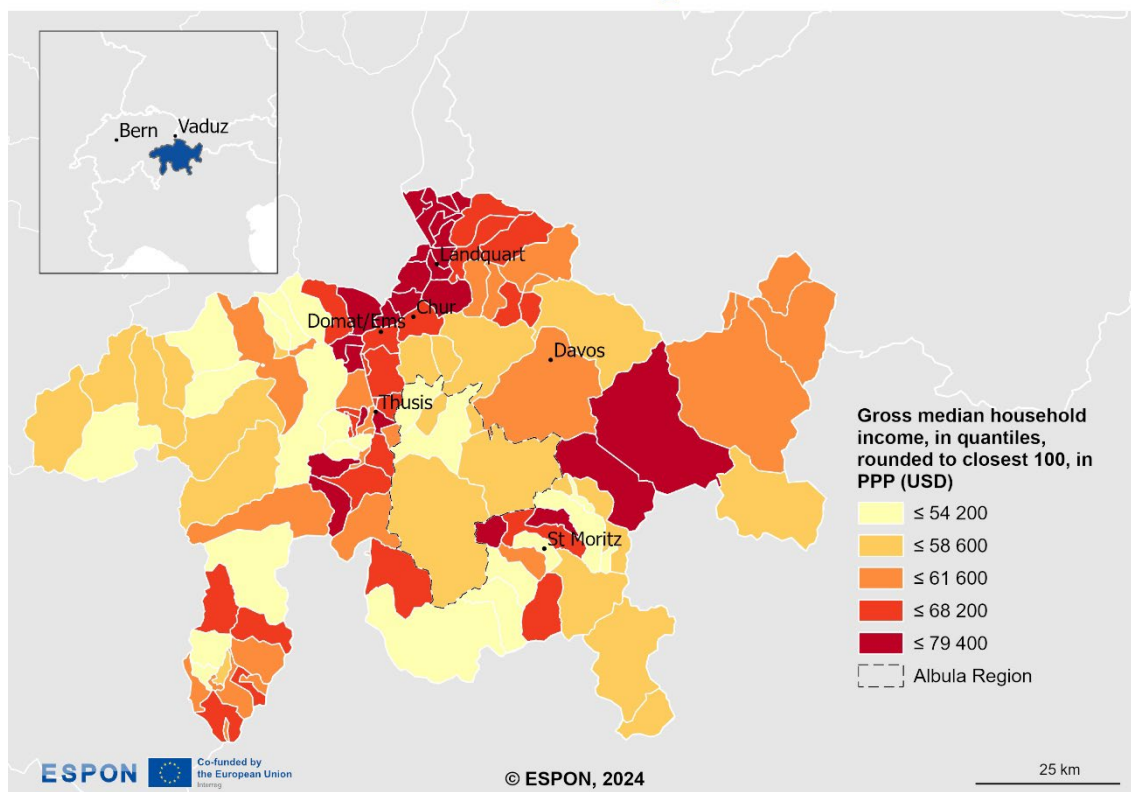 Bern
Vaduz
Landquart
Chur
Domat/Ems
Davos
Thusis
St Moritz
Gross median household
income, in quantiles,
rounded to closest 100, in
PPP (USD)
≤ 54 200
≤ 58 600
≤ 61 600
≤ 68 200
≤ 79 400
Albula Region
ESPON
Co-funded by
the European Union
Interreg
© ESPON, 2024
25 km